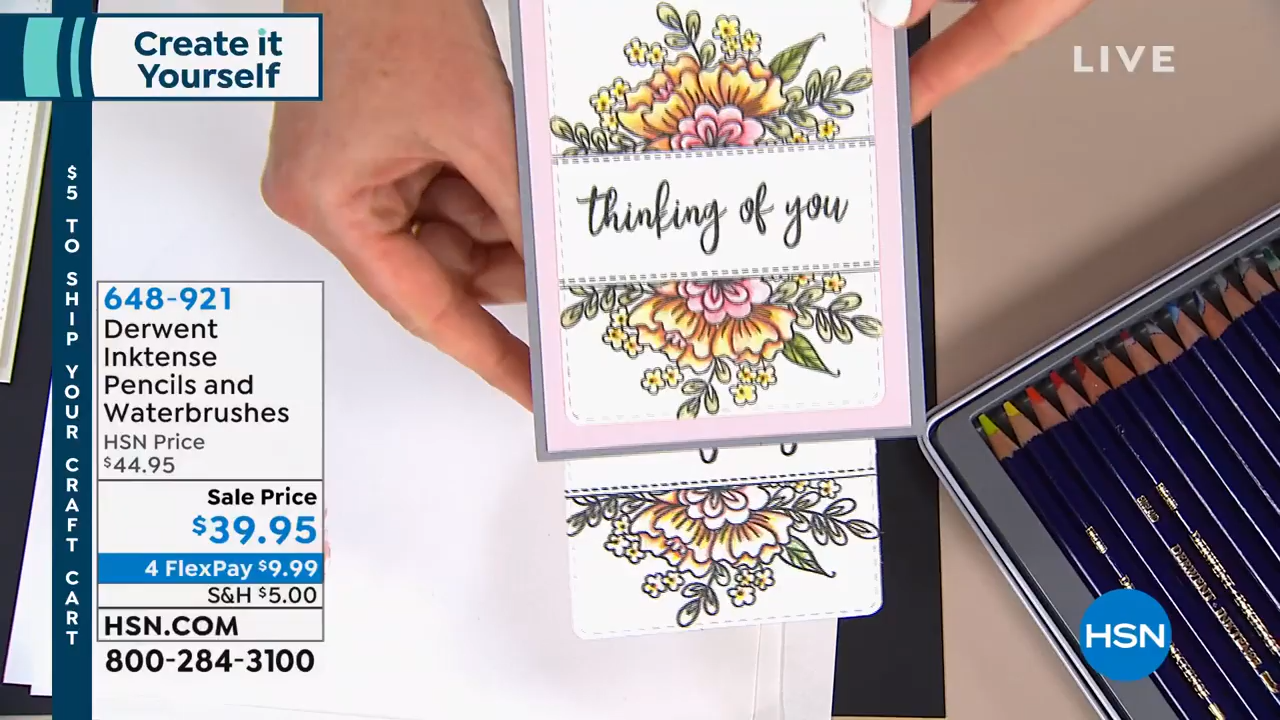 Create it
Yourself
LIVE
$5 TO SHIP YOUR CRAFT CART
thinking of you
648-921
Derwent
Inktense
Pencils and
Waterbrushes
HSN Price
$44.95
Sale Price
$39.95
4 FlexPay $9.99
S&H $5.00
HSN.COM
800-284-3100
HSN